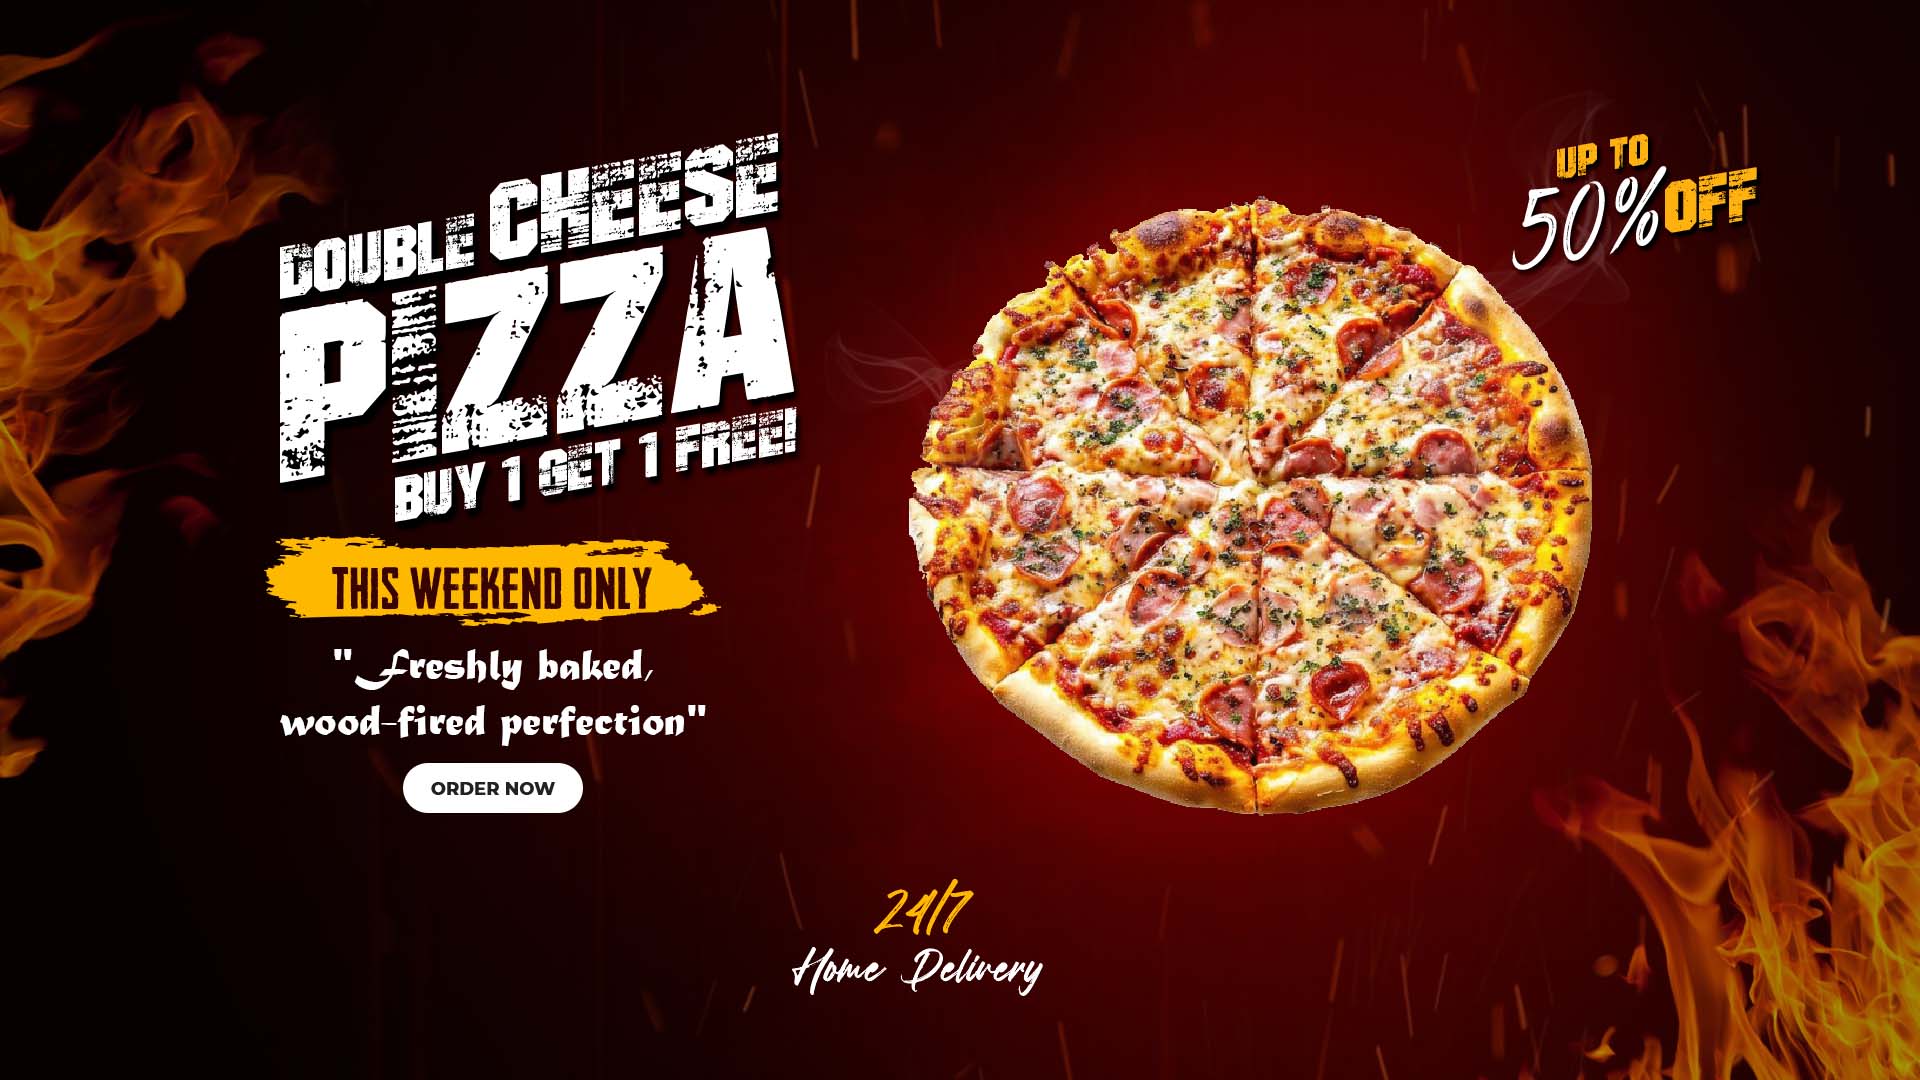 DOUBLE CHEESE
PIZZA
BUY 1 GET 1 FREE!
THIS WEEKEND ONLY
"Freshly baked,
wood-fired perfection"
ORDER NOW
UP TO
50% OFF
24/7
Home Delivery